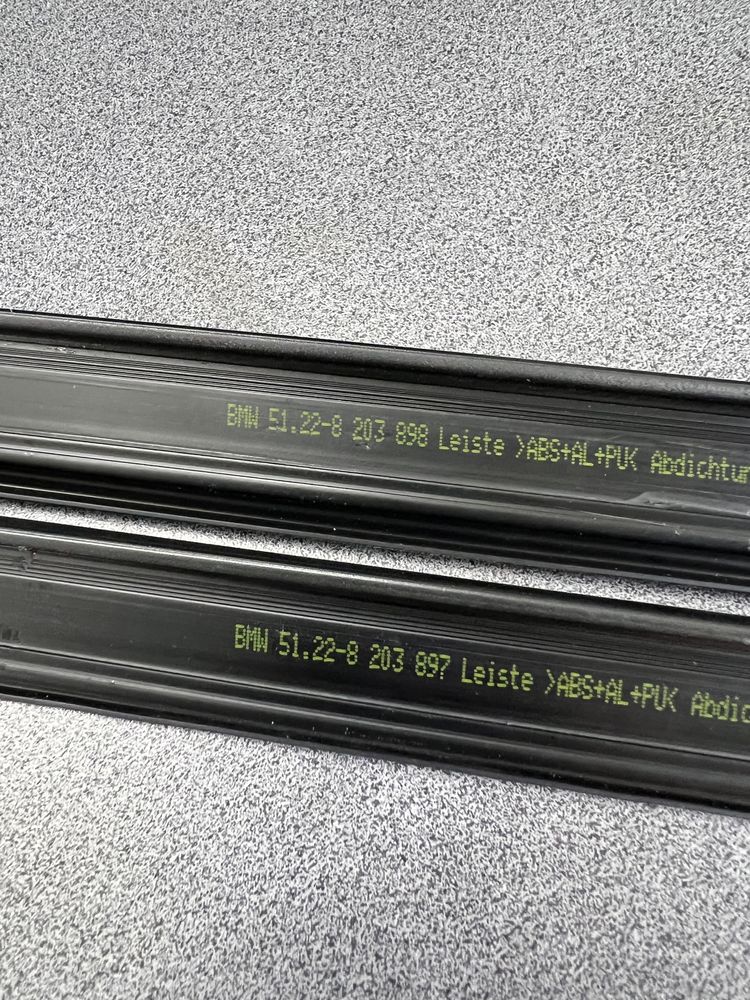 BMW 51.22-8 203 898 Leiste >ABS+AL+PU< Abdichtu
BMW 51.22-8 203 897 Leiste >ABS+AL+PU< Abdic